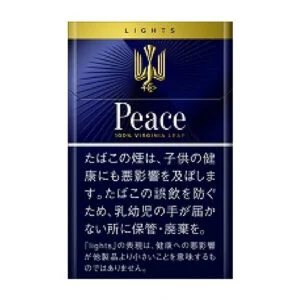 LIGHTS
Peace
100% VIRGINIA LEAF
たばこの煙は、子供の健
康にも悪影響を及ぼしま
す。たばこの誤飲を防ぐ
ため、乳幼児の手が届か
ない所に保管・廃棄を。
「lights」の表現は、健康への悪影響
が他製品より小さいことを意味するも
のではありません。